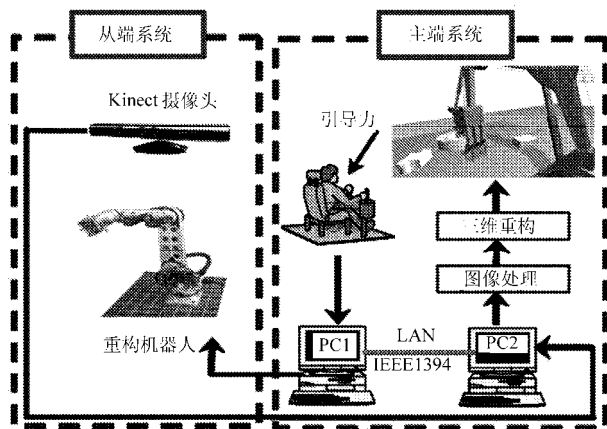 从端系统
主端系统
Kinect 摄像头
引导力
三维重构
图像处理
重构机器人
PC1
LAN
IEEE1394
PC2